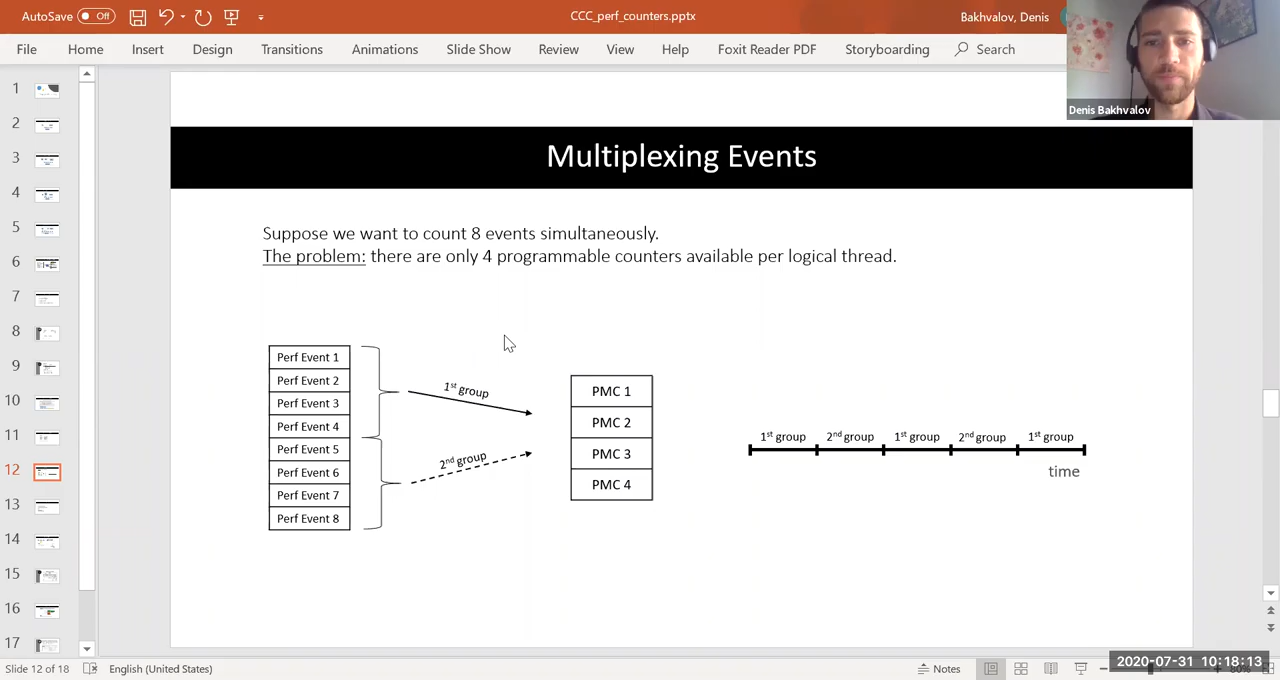 AutoSave Off CCC_perf_counters.pptx Bakhvalov, Denis
File Home Insert Design Transitions Animations Slide Show Review View Help Foxit Reader PDF Storyboarding Search
Denis Bakhvalov
1
2
3
4
5
6
7
8
9
10
11
12
13
14
15
16
17
Multiplexing Events
Suppose we want to count 8 events simultaneously.
The problem: there are only 4 programmable counters available per logical thread.
Perf Event 1
Perf Event 2
Perf Event 3
Perf Event 4
Perf Event 5
Perf Event 6
Perf Event 7
Perf Event 8
1st group
2nd group
PMC 1
PMC 2
PMC 3
PMC 4
1st group 2nd group 1st group 2nd group 1st group
time
Slide 12 of 18 English (United States) Notes
2020-07-31 10:18:13